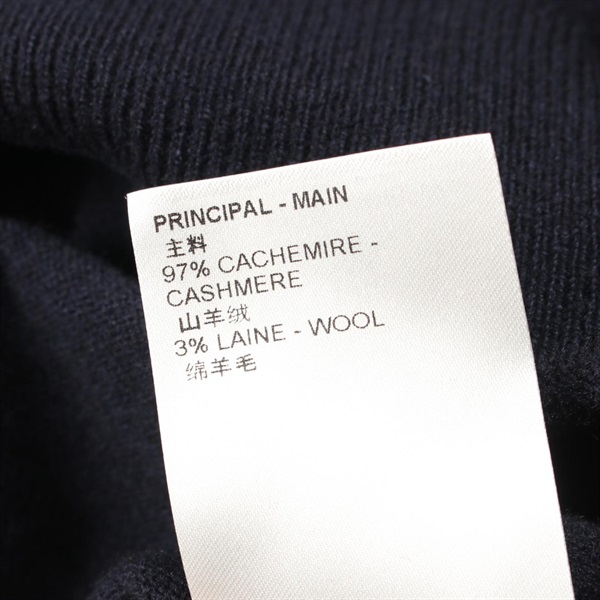 PRINCIPAL - MAIN
主料
97% CACHEMIRE -
CASHMERE
山羊绒
3% LAINE - WOOL
绵羊毛